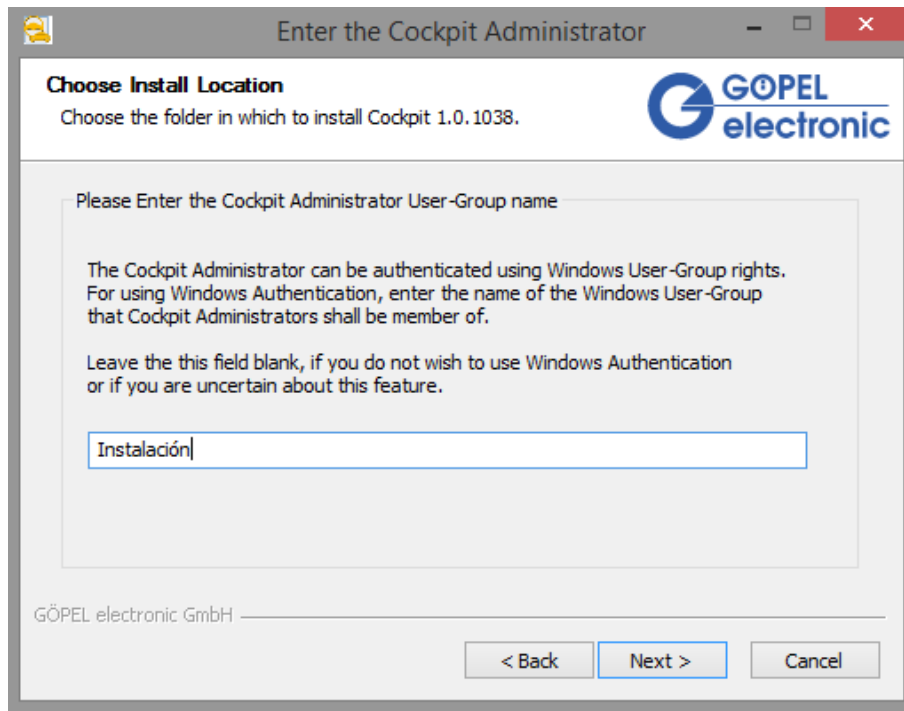 Enter the Cockpit Administrator
Choose Install Location
Choose the folder in which to install Cockpit 1.0.1038.
GÖPEL
electronic
Please Enter the Cockpit Administrator User-Group name
The Cockpit Administrator can be authenticated using Windows User-Group rights.
For using Windows Authentication, enter the name of the Windows User-Group
that Cockpit Administrators shall be member of.
Leave the this field blank, if you do not wish to use Windows Authentication
or if you are uncertain about this feature.
Instalación
GÖPEL electronic GmbH
< Back
Next >
Cancel